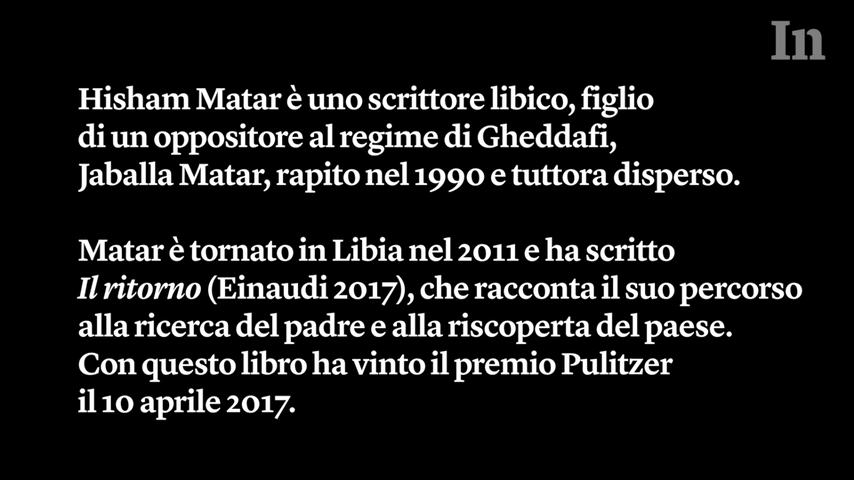 In
Hisham Matar è uno scrittore libico, figlio
di un oppositore al regime di Gheddafi,
Jaballa Matar, rapito nel 1990 e tuttora disperso.
Matar è tornato in Libia nel 2011 e ha scritto
Il ritorno (Einaudi 2017), che racconta il suo percorso
alla ricerca del padre e alla riscoperta del paese.
Con questo libro ha vinto il premio Pulitzer
il 10 aprile 2017.